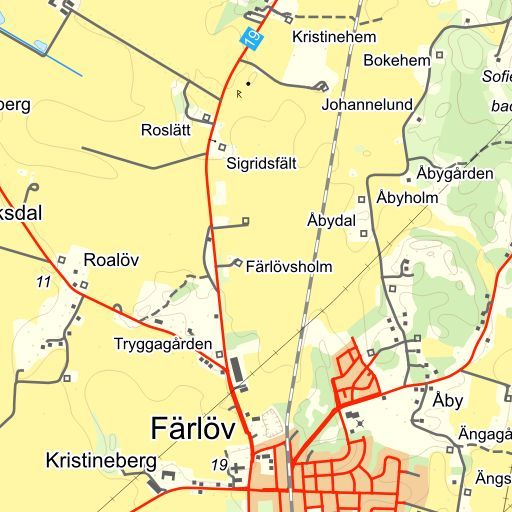 Kristinehem
19
Bokehem
Sofie
berg
Johannelund
bac
Roslätt
Sigridsfält
Åbygården
Åbyholm
ksdal
Åbydal
Roalöv
Färlövsholm
11
Tryggagården
Åby
Färlöv
Ängagå
Kristineberg
19
Ängs